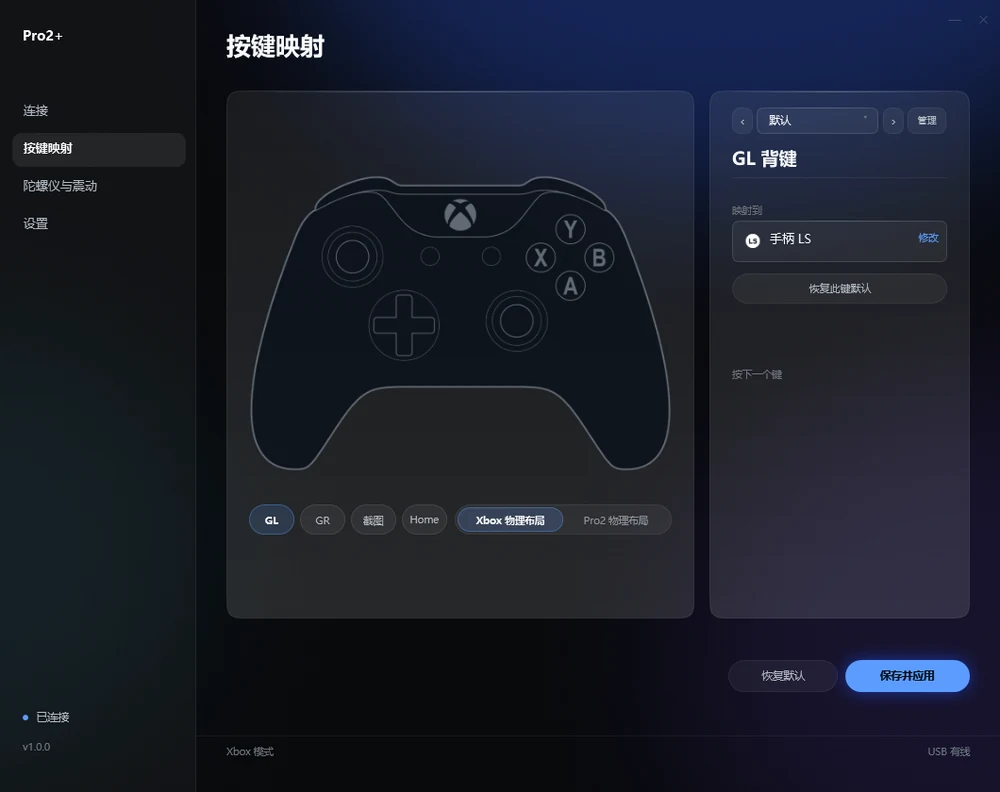 Pro2+
连接
按键映射
陀螺仪与震动
设置
已连接
v1.0.0
按键映射
Y
X
B
A
GL
GR
截图
Home
Xbox 物理布局
Pro2 物理布局
‹
默认
›
管理
GL 背键
映射到
LS
手柄 LS
修改
恢复此键默认
按下一个键
恢复默认
保存并应用
Xbox 模式
USB 有线